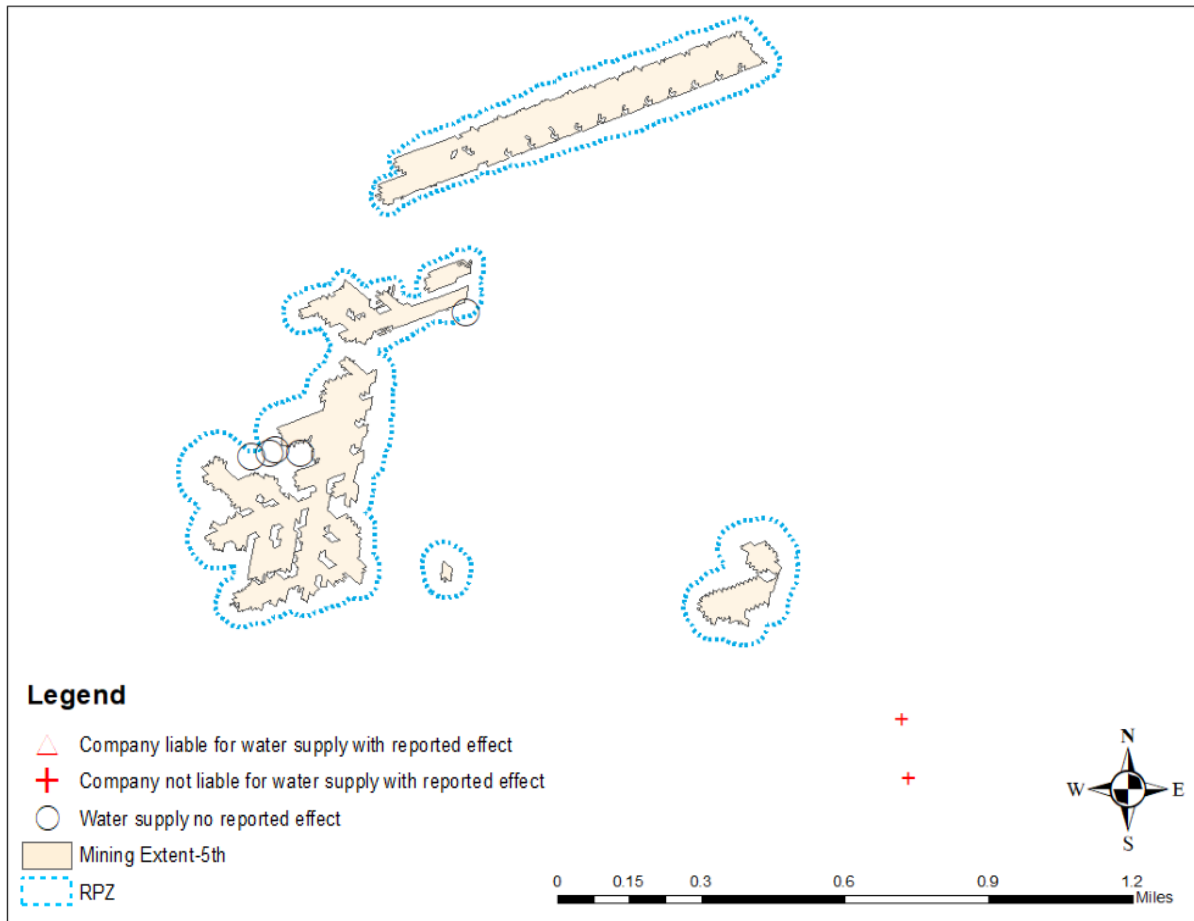 Legend
Company liable for water supply with reported effect
Company not liable for water supply with reported effect
Water supply no reported effect
Mining Extent-5th
RPZ
N
W E
S
0 0.15 0.3 0.6 0.9 1.2
Miles